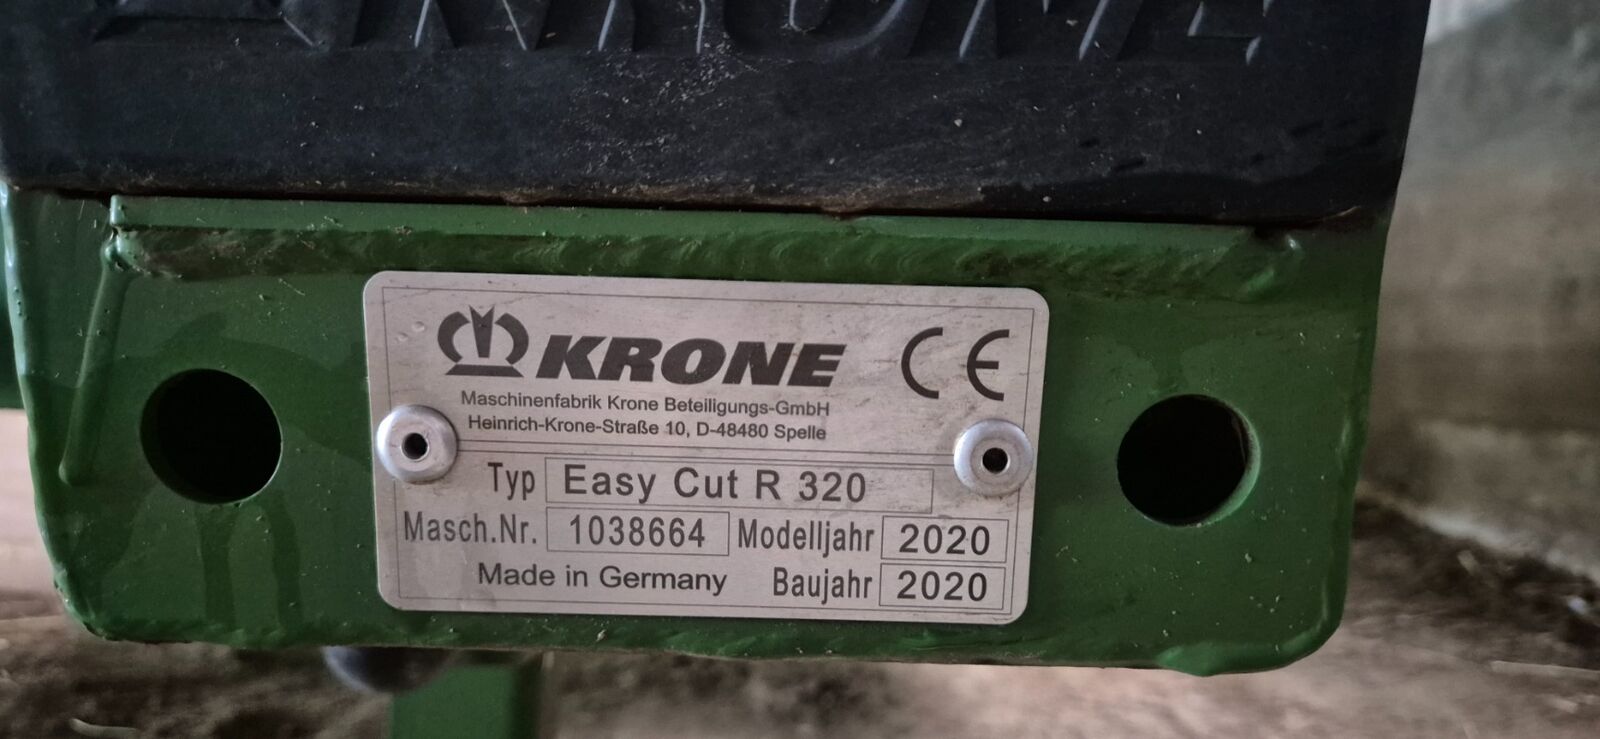 KRONE
KRONE CE
Maschinenfabrik Krone Beteiligungs-GmbH
Heinrich-Krone-Straße 10, D-48480 Spelle
Typ Easy Cut R 320
Masch.Nr. 1038664 Modelljahr 2020
Made in Germany Baujahr 2020